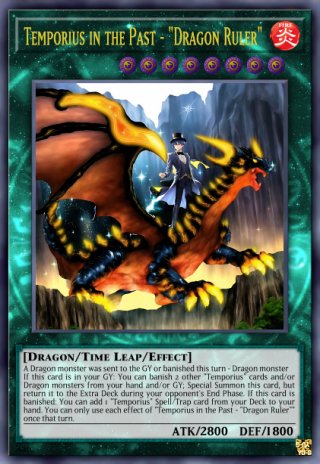 TEMPORIUS IN THE PAST - "DRAGON RULER"
FIRE
炎
[DRAGON/TIME LEAP/EFFECT]
A Dragon monster was sent to the GY or banished this turn - Dragon monster
If this card is in your GY: You can banish 2 other "Temporius" cards and/or
Dragon monsters from your hand and/or GY; Special Summon this card, but
return it to the Extra Deck during your opponent's End Phase. If this card is
banished: You can add 1 "Temporius" Spell/Trap card from your Deck to your
hand. You can only use each effect of "Temporius in the Past - "Dragon Ruler""
once that turn.
ATK/2800 DEF/1800